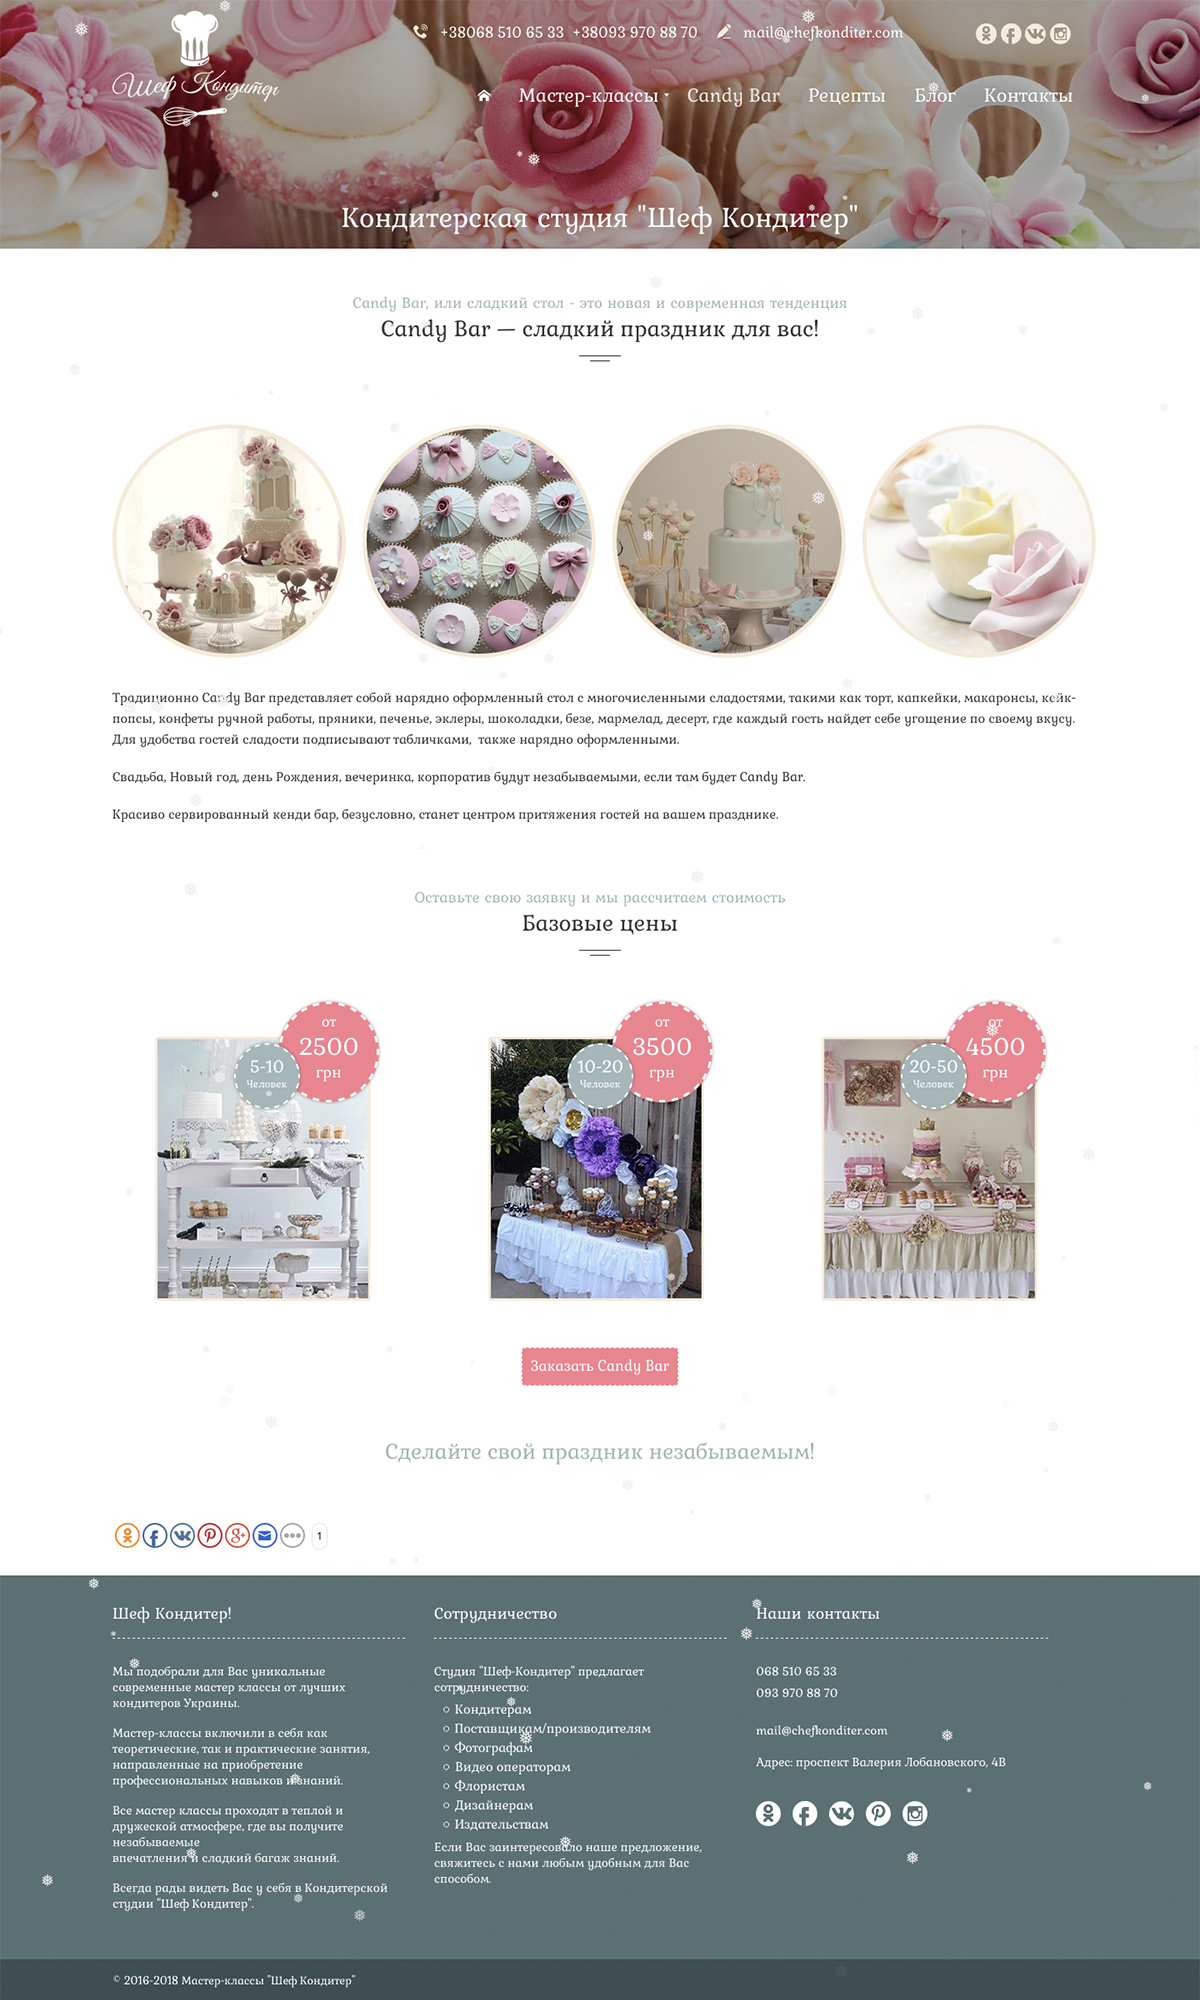 Шеф Кондитер
+38068 510 65 33 +38093 970 88 70
mail@chefkonditer.com
Мастер-классы Candy Bar Рецепты Блог Контакты
Кондитерская студия "Шеф Кондитер"
Candy Bar, или сладкий стол - это новая и современная тенденция
Candy Bar — сладкий праздник для вас!
Традиционно Candy Bar представляет собой нарядно оформленный стол с многочисленными сладостями, такими как торт, капкейки, макаронсы, кейк-
попсы, конфеты ручной работы, пряники, печенье, эклеры, шоколадки, безе, мармелад, десерт, где каждый гость найдет себе угощение по своему вкусу.
Для удобства гостей сладости подписывают табличками, также нарядно оформленными.
Свадьба, Новый год, день Рождения, вечеринка, корпоратив будут незабываемыми, если там будет Candy Bar.
Красиво сервированный кенди бар, безусловно, станет центром притяжения гостей на вашем празднике.
Оставьте свою заявку и мы рассчитаем стоимость
Базовые цены
от
2500
грн
5-10
Человек
от
3500
грн
10-20
Человек
от
4500
грн
20-50
Человек
Заказать Candy Bar
Сделайте свой праздник незабываемым!
1
Шеф Кондитер!
Мы подобрали для Вас уникальные
современные мастер классы от лучших
кондитеров Украины.
Мастер-классы включили в себя как
теоретические, так и практические занятия,
направленные на приобретение
профессиональных навыков и знаний.
Все мастер классы проходят в теплой и
дружеской атмосфере, где вы получите
незабываемые
впечатления и сладкий багаж знаний.
Всегда рады видеть Вас у себя в Кондитерской
студии "Шеф Кондитер".
Сотрудничество
Студия "Шеф-Кондитер" предлагает
сотрудничество:
Кондитерам
Поставщикам/производителям
Фотографам
Видео операторам
Флористам
Дизайнерам
Издательствам
Если Вас заинтересовало наше предложение,
свяжитесь с нами любым удобным для Вас
способом.
Наши контакты
068 510 65 33
093 970 88 70
mail@chefkonditer.com
Адрес: проспект Валерия Лобановского, 4В
© 2016-2018 Мастер-классы "Шеф Кондитер"